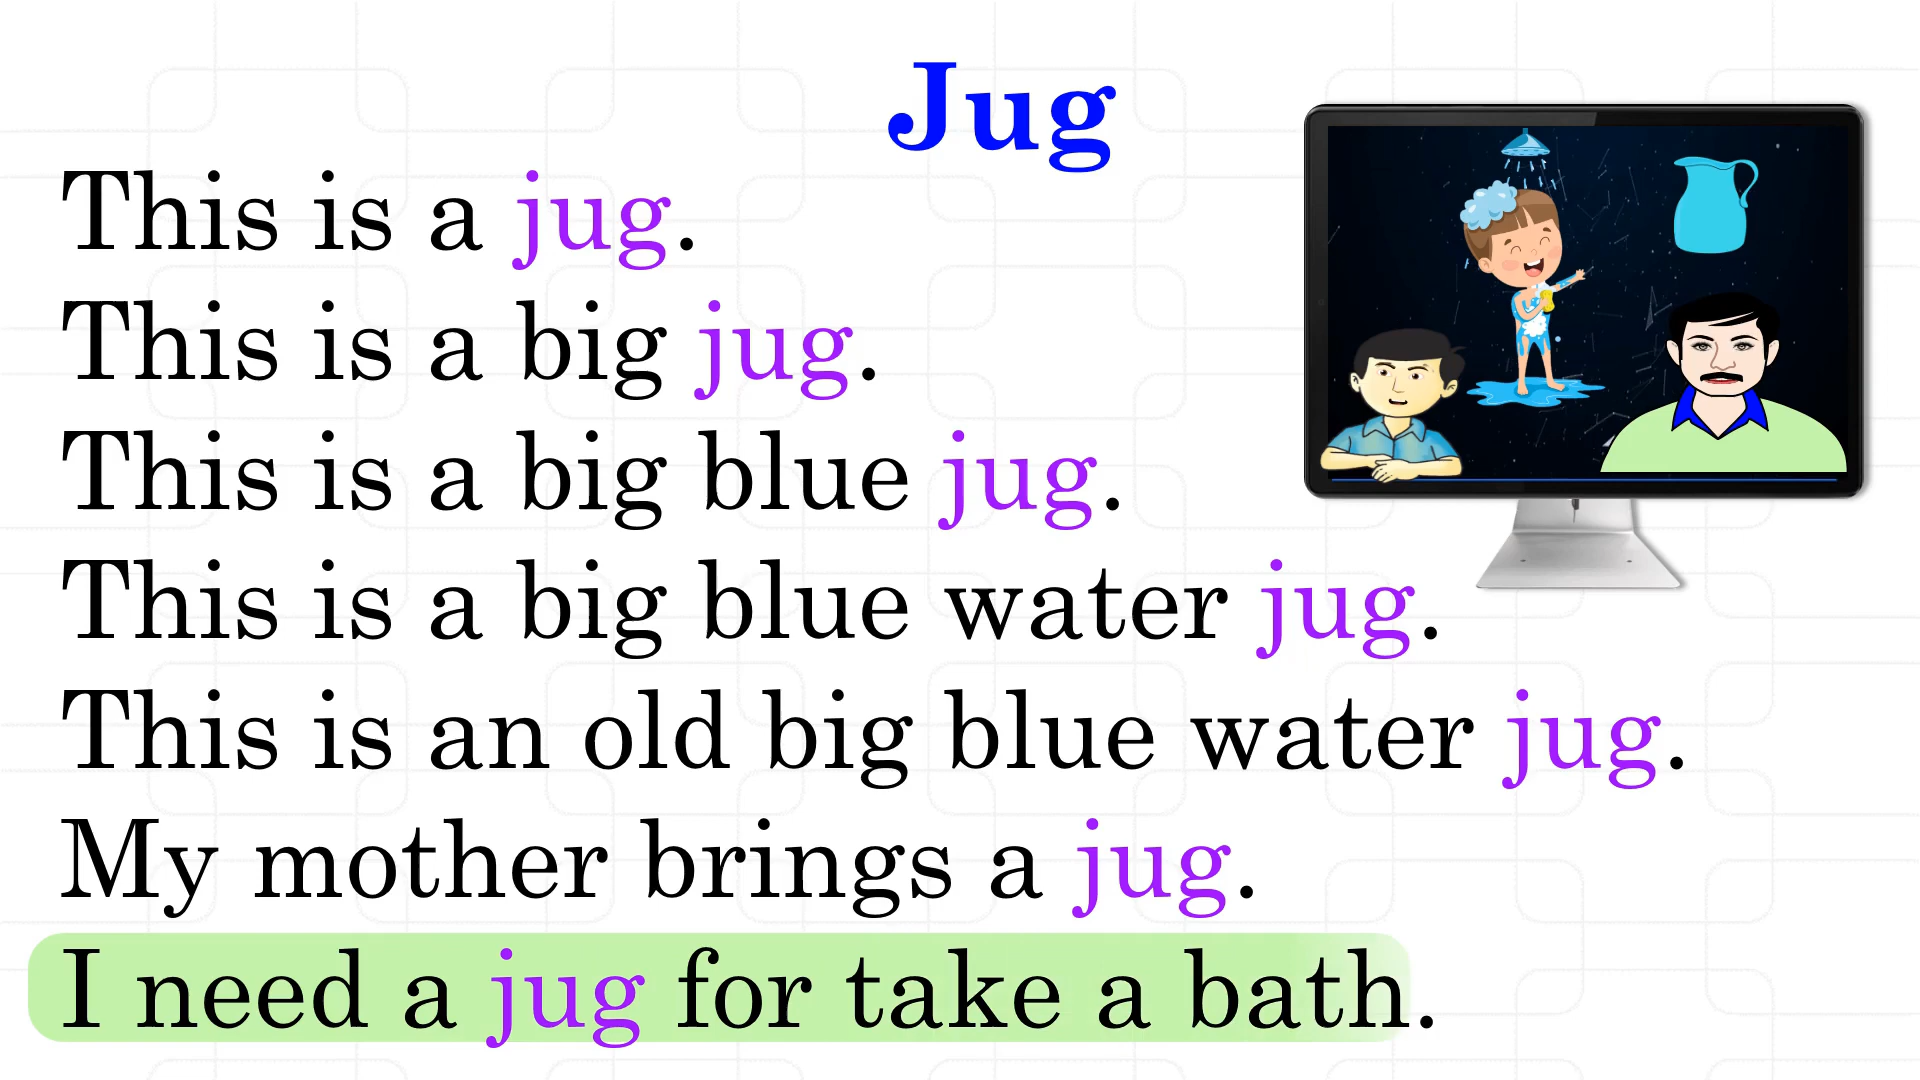 Jug
This is a jug.
This is a big jug.
This is a big blue jug.
This is a big blue water jug.
This is an old big blue water jug.
My mother brings a jug.
I need a jug for take a bath.